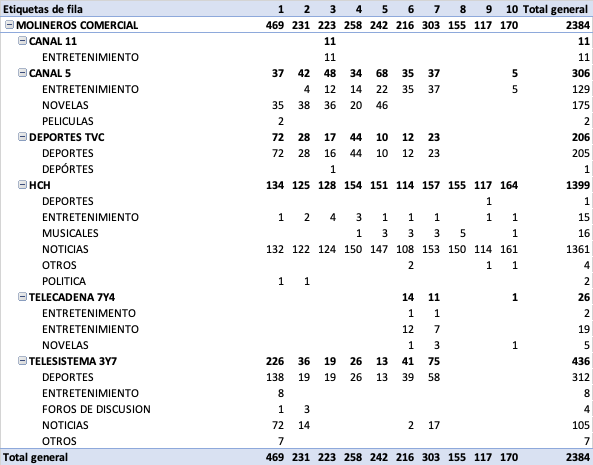 Etiquetas de fila 1 2 3 4 5 6 7 8 9 10 Total general
MOLINEROS COMERCIAL 469 231 223 258 242 216 303 155 117 170 2384
CANAL 11 11 11
ENTRETENIMIENTO 11 11
CANAL 5 37 42 48 34 68 35 37 5 306
ENTRETENIMIENTO 4 12 14 22 35 37 5 129
NOVELAS 35 38 36 20 46 175
PELICULAS 2 2
DEPORTES TVC 72 28 17 44 10 12 23 206
DEPORTES 72 28 16 44 10 12 23 205
DEPÓRTES 1 1
HCH 134 125 128 154 151 114 157 155 117 164 1399
DEPORTES 1 1
ENTRETENIMIENTO 1 2 4 3 1 1 1 1 1 15
MUSICALES 1 3 3 3 5 1 16
NOTICIAS 132 122 124 150 147 108 153 150 114 161 1361
OTROS 2 1 1 4
POLITICA 1 1 2
TELECADENA 7Y4 14 11 1 26
ENTRETENIMENTO 1 1 2
ENTRETENIMIENTO 12 7 19
NOVELAS 1 3 1 5
TELESISTEMA 3Y7 226 36 19 26 13 41 75 436
DEPORTES 138 19 19 26 13 39 58 312
ENTRETENIMIENTO 8 8
FOROS DE DISCUSION 1 3 4
NOTICIAS 72 14 2 17 105
OTROS 7 7
Total general 469 231 223 258 242 216 303 155 117 170 2384